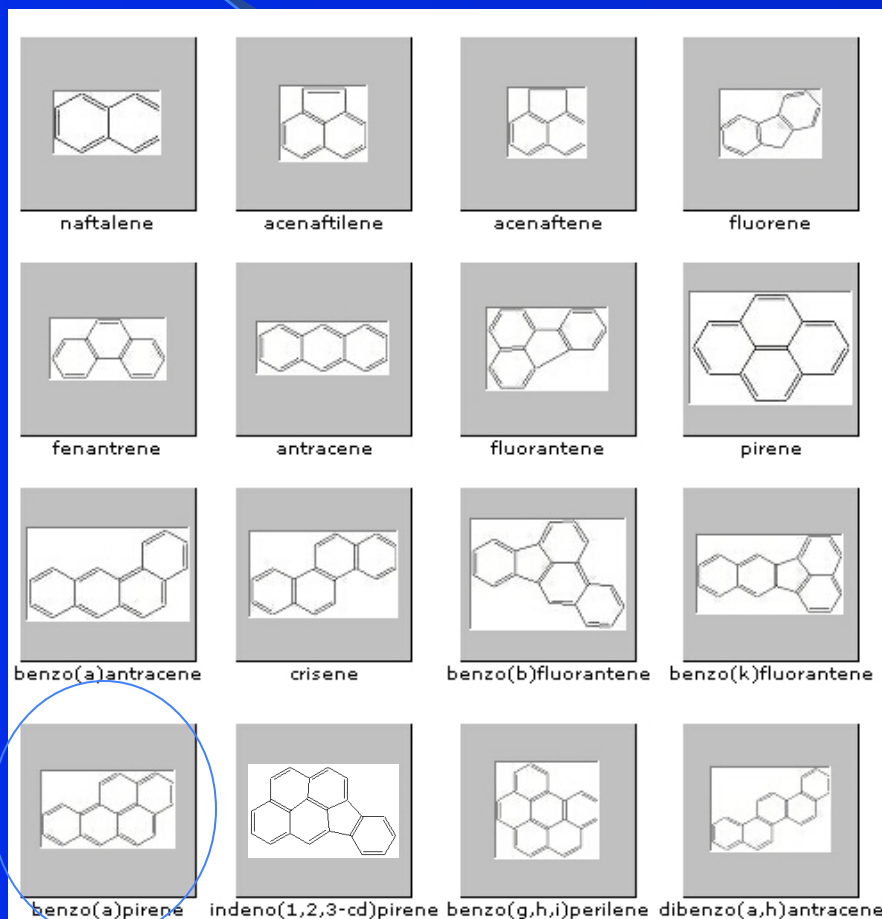 naftalene acenaftilene acenaftene fluorene
fenantrene antracene fluorantene pirene
benzo(a)antracene crisene benzo(b)fluorantene benzo(k)fluorantene
benzo(a)pirene indeno(1,2,3-cd)pirene benzo(g,h,i)perilene dibenzo(a,h)antracene